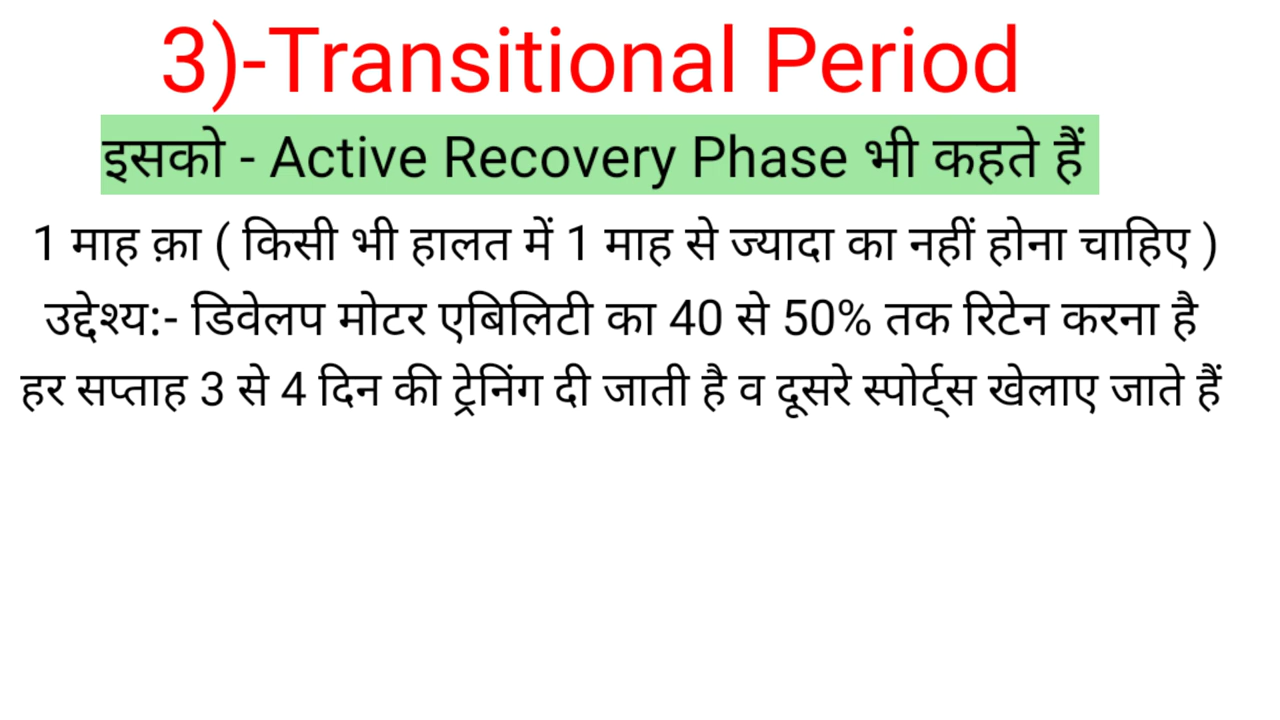 3)-Transitional Period
इसको - Active Recovery Phase भी कहते हैं
1 माह क़ा ( किसी भी हालत में 1 माह से ज्यादा का नहीं होना चाहिए )
उद्देश्य:- डिवेलप मोटर एबिलिटी का 40 से 50% तक रिटेन करना है
हर सप्ताह 3 से 4 दिन की ट्रेनिंग दी जाती है व दूसरे स्पोर्ट्स खेलाए जाते हैं